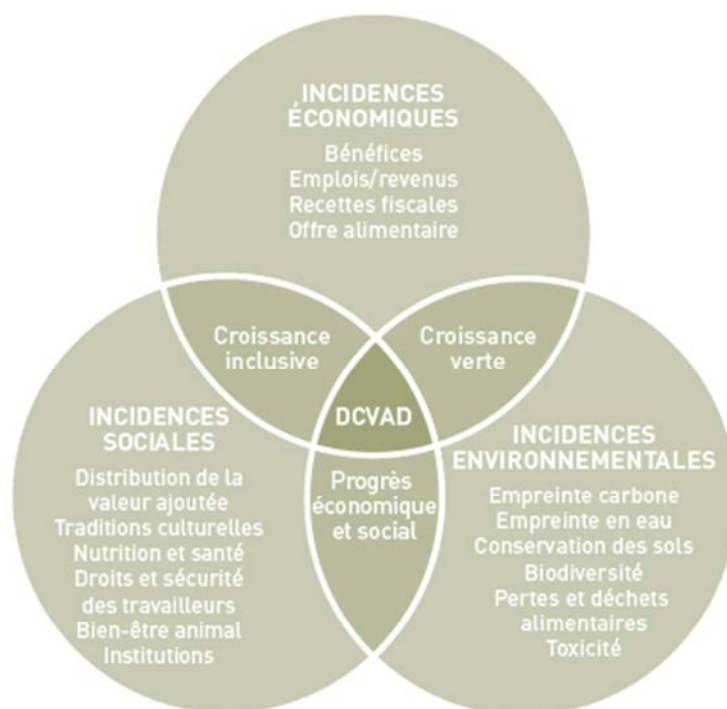 INCIDENCES
ÉCONOMIQUES
Bénéfices
Emplois/revenus
Recettes fiscales
Offre alimentaire
Croissance
inclusive
Croissance
verte
DCVAD
INCIDENCES
SOCIALES
Distribution de la
valeur ajoutée
Traditions culturelles
Nutrition et santé
Droits et sécurité
des travailleurs
Bien-être animal
Institutions
Progrès
économique
et social
INCIDENCES
ENVIRONNEMENTALES
Empreinte carbone
Empreinte en eau
Conservation des sols
Biodiversité
Pertes et déchets
alimentaires
Toxicité